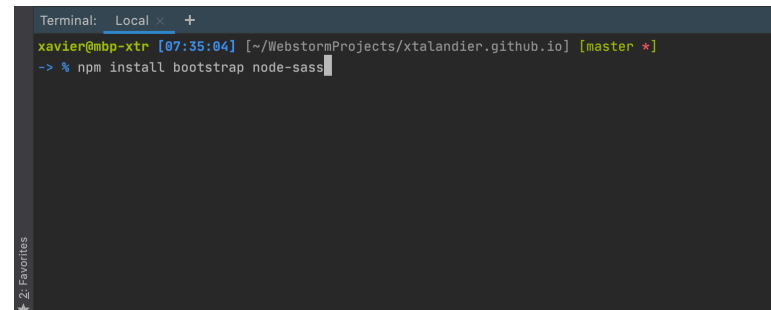 Terminal: Local × +
xavier@mbp-xtr [07:35:04] [~/WebstormProjects/xtalandier.github.io] [master *]
-> % npm install bootstrap node-sass
2: Favorites